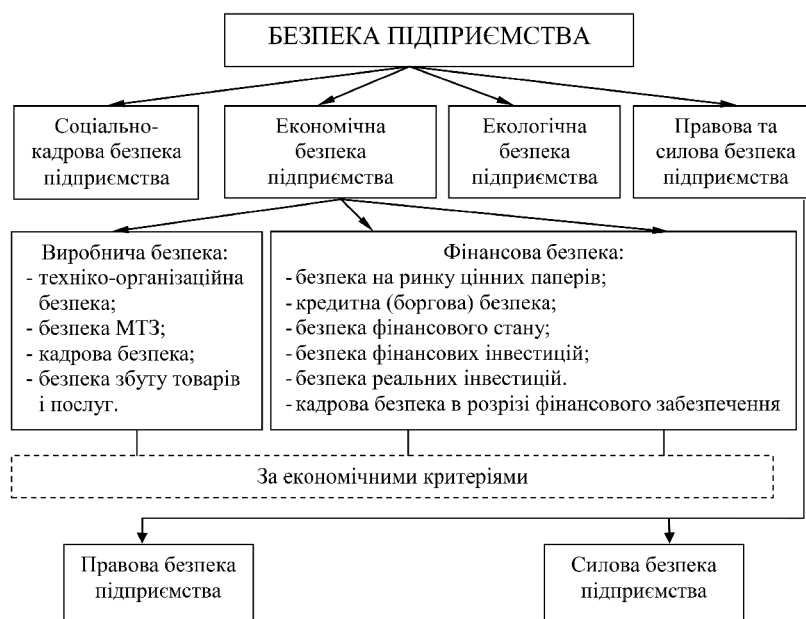 БЕЗПЕКА ПІДПРИЄМСТВА
Соціально-
кадрова безпека
підприємства
Економічна
безпека
підприємства
Екологічна
безпека
підприємства
Правова та
силова безпека
підприємства
Виробнича безпека:
- техніко-організаційна
безпека;
- безпека МТЗ;
- кадрова безпека;
- безпека збуту товарів
і послуг.
Фінансова безпека:
- безпека на ринку цінних паперів;
- кредитна (боргова) безпека;
- безпека фінансового стану;
- безпека фінансових інвестицій;
- безпека реальних інвестицій.
- кадрова безпека в розрізі фінансового забезпечення
За економічними критеріями
Правова безпека
підприємства
Силова безпека
підприємства